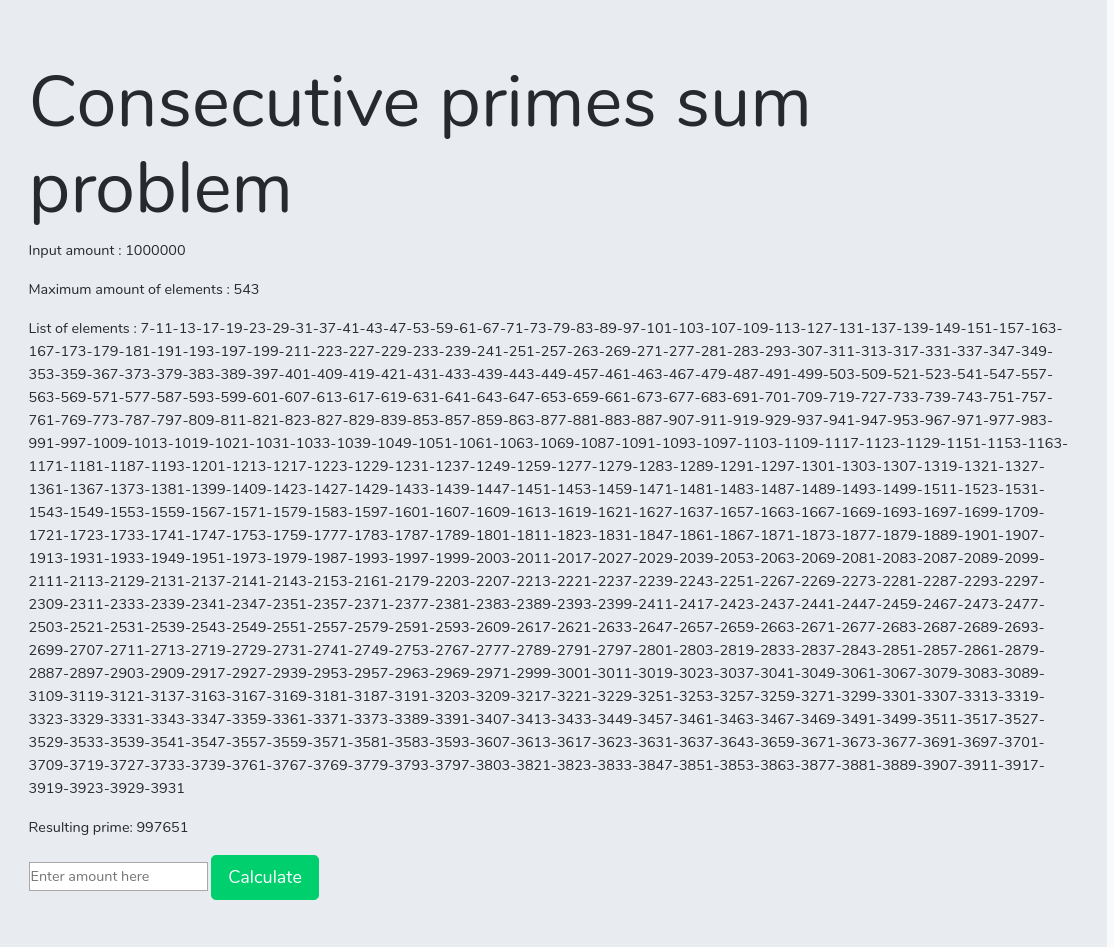 Consecutive primes sum
problem
Input amount : 1000000
Maximum amount of elements : 543
List of elements : 7-11-13-17-19-23-29-31-37-41-43-47-53-59-61-67-71-73-79-83-89-97-101-103-107-109-113-127-131-137-139-149-151-157-163-
167-173-179-181-191-193-197-199-211-223-227-229-233-239-241-251-257-263-269-271-277-281-283-293-307-311-313-317-331-337-347-349-
353-359-367-373-379-383-389-397-401-409-419-421-431-433-439-443-449-457-461-463-467-479-487-491-499-503-509-521-523-541-547-557-
563-569-571-577-587-593-599-601-607-613-617-619-631-641-643-647-653-659-661-673-677-683-691-701-709-719-727-733-739-743-751-757-
761-769-773-787-797-809-811-821-823-827-829-839-853-857-859-863-877-881-883-887-907-911-919-929-937-941-947-953-967-971-977-983-
991-997-1009-1013-1019-1021-1031-1033-1039-1049-1051-1061-1063-1069-1087-1091-1093-1097-1103-1109-1117-1123-1129-1151-1153-1163-
1171-1181-1187-1193-1201-1213-1217-1223-1229-1231-1237-1249-1259-1277-1279-1283-1289-1291-1297-1301-1303-1307-1319-1321-1327-
1361-1367-1373-1381-1399-1409-1423-1427-1429-1433-1439-1447-1451-1453-1459-1471-1481-1483-1487-1489-1493-1499-1511-1523-1531-
1543-1549-1553-1559-1567-1571-1579-1583-1597-1601-1607-1609-1613-1619-1621-1627-1637-1657-1663-1667-1669-1693-1697-1699-1709-
1721-1723-1733-1741-1747-1753-1759-1777-1783-1787-1789-1801-1811-1823-1831-1847-1861-1867-1871-1873-1877-1879-1889-1901-1907-
1913-1931-1933-1949-1951-1973-1979-1987-1993-1997-1999-2003-2011-2017-2027-2029-2039-2053-2063-2069-2081-2083-2087-2089-2099-
2111-2113-2129-2131-2137-2141-2143-2153-2161-2179-2203-2207-2213-2221-2237-2239-2243-2251-2267-2269-2273-2281-2287-2293-2297-
2309-2311-2333-2339-2341-2347-2351-2357-2371-2377-2381-2383-2389-2393-2399-2411-2417-2423-2437-2441-2447-2459-2467-2473-2477-
2503-2521-2531-2539-2543-2549-2551-2557-2579-2591-2593-2609-2617-2621-2633-2647-2657-2659-2663-2671-2677-2683-2687-2689-2693-
2699-2707-2711-2713-2719-2729-2731-2741-2749-2753-2767-2777-2789-2791-2797-2801-2803-2819-2833-2837-2843-2851-2857-2861-2879-
2887-2897-2903-2909-2917-2927-2939-2953-2957-2963-2969-2971-2999-3001-3011-3019-3023-3037-3041-3049-3061-3067-3079-3083-3089-
3109-3119-3121-3137-3163-3167-3169-3181-3187-3191-3203-3209-3217-3221-3229-3251-3253-3257-3259-3271-3299-3301-3307-3313-3319-
3323-3329-3331-3343-3347-3359-3361-3371-3373-3389-3391-3407-3413-3433-3449-3457-3461-3463-3467-3469-3491-3499-3511-3517-3527-
3529-3533-3539-3541-3547-3557-3559-3571-3581-3583-3593-3607-3613-3617-3623-3631-3637-3643-3659-3671-3673-3677-3691-3697-3701-
3709-3719-3727-3733-3739-3761-3767-3769-3779-3793-3797-3803-3821-3823-3833-3847-3851-3853-3863-3877-3881-3889-3907-3911-3917-
3919-3923-3929-3931
Resulting prime: 997651
Enter amount here Calculate